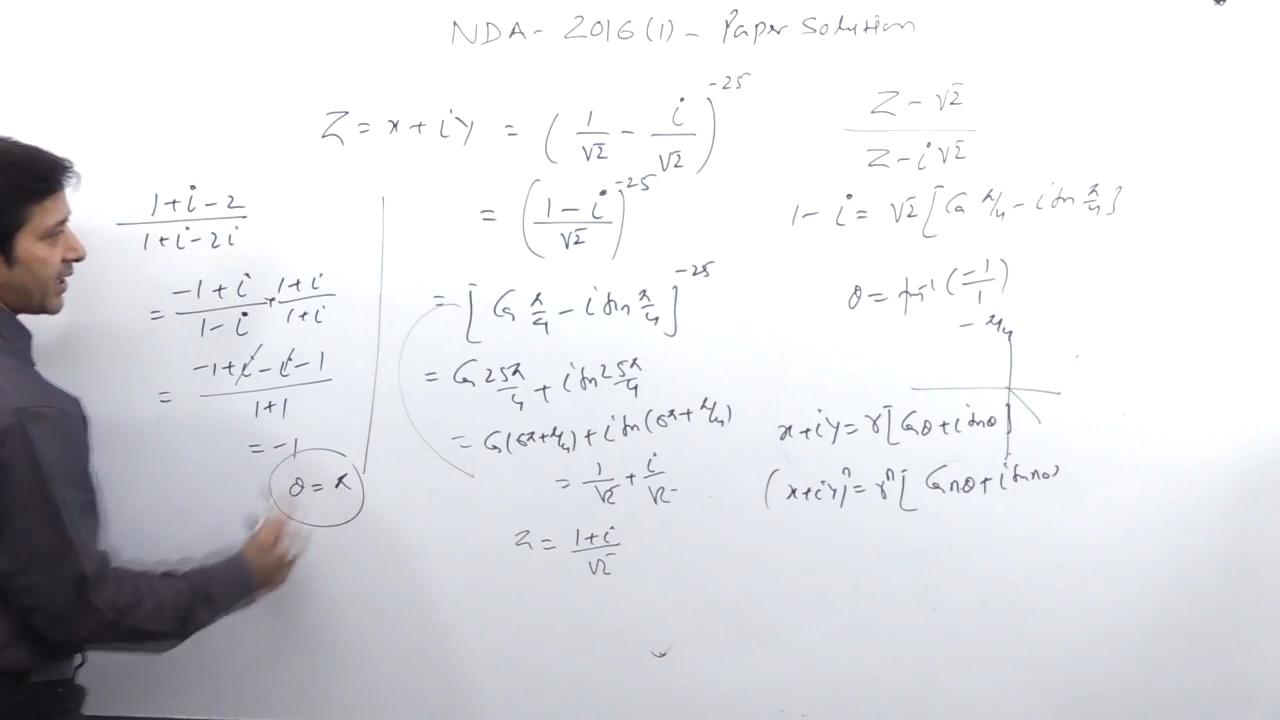 NDA - 2016 (1) - Paper Solution
Z = x + iy = (1/√2 - i/√2)^-25
= ((1 - i)/√2)^-25
= [Cos π/4 - i Sin π/4]^-25
= Cos 25π/4 + i Sin 25π/4
= Cos(6π + π/4) + i Sin(6π + π/4)
= 1/√2 + i/√2
Z = (1 + i)/√2
(1 + i - 2)/(1 + i - 2i)
= (-1 + i)/(1 - i) × (1 + i)/(1 + i)
= (-1 + i - i - 1)/(1 + 1)
= -1
θ = π
(Z - √2)/(Z - i√2)
1 - i = √2 [Cos π/4 - i Sin π/4]
θ = tan^-1 (-1/1)
-π/4
x + iy = r [Cos θ + i Sin θ]
(x + iy)^n = r^n [Cos nθ + i Sin nθ